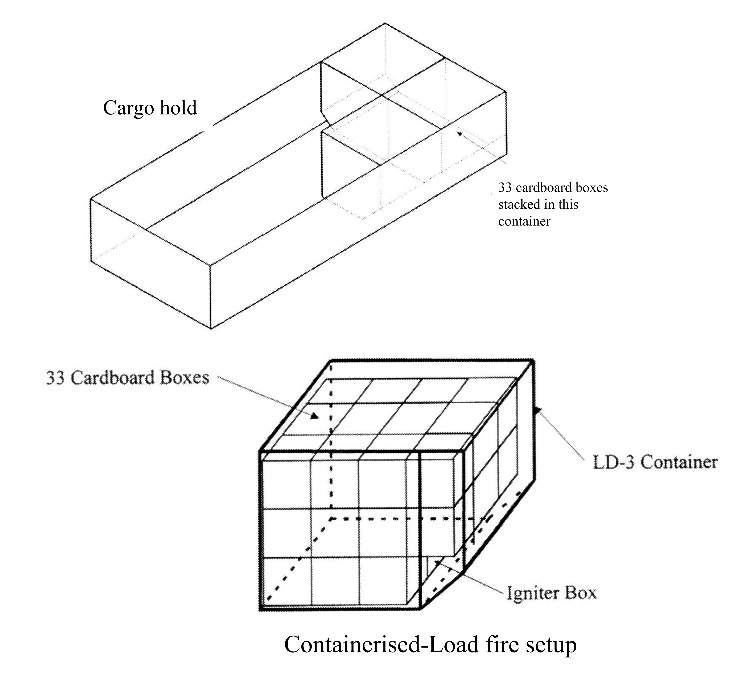 Cargo hold
33 cardboard boxes
stacked in this
container
33 Cardboard Boxes
LD-3 Container
Igniter Box
Containerised-Load fire setup